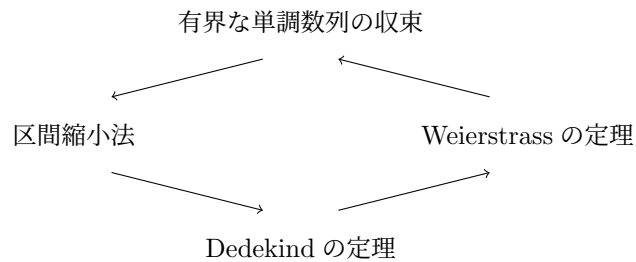 有界な単調数列の収束
区間縮小法
Weierstrass の定理
Dedekind の定理